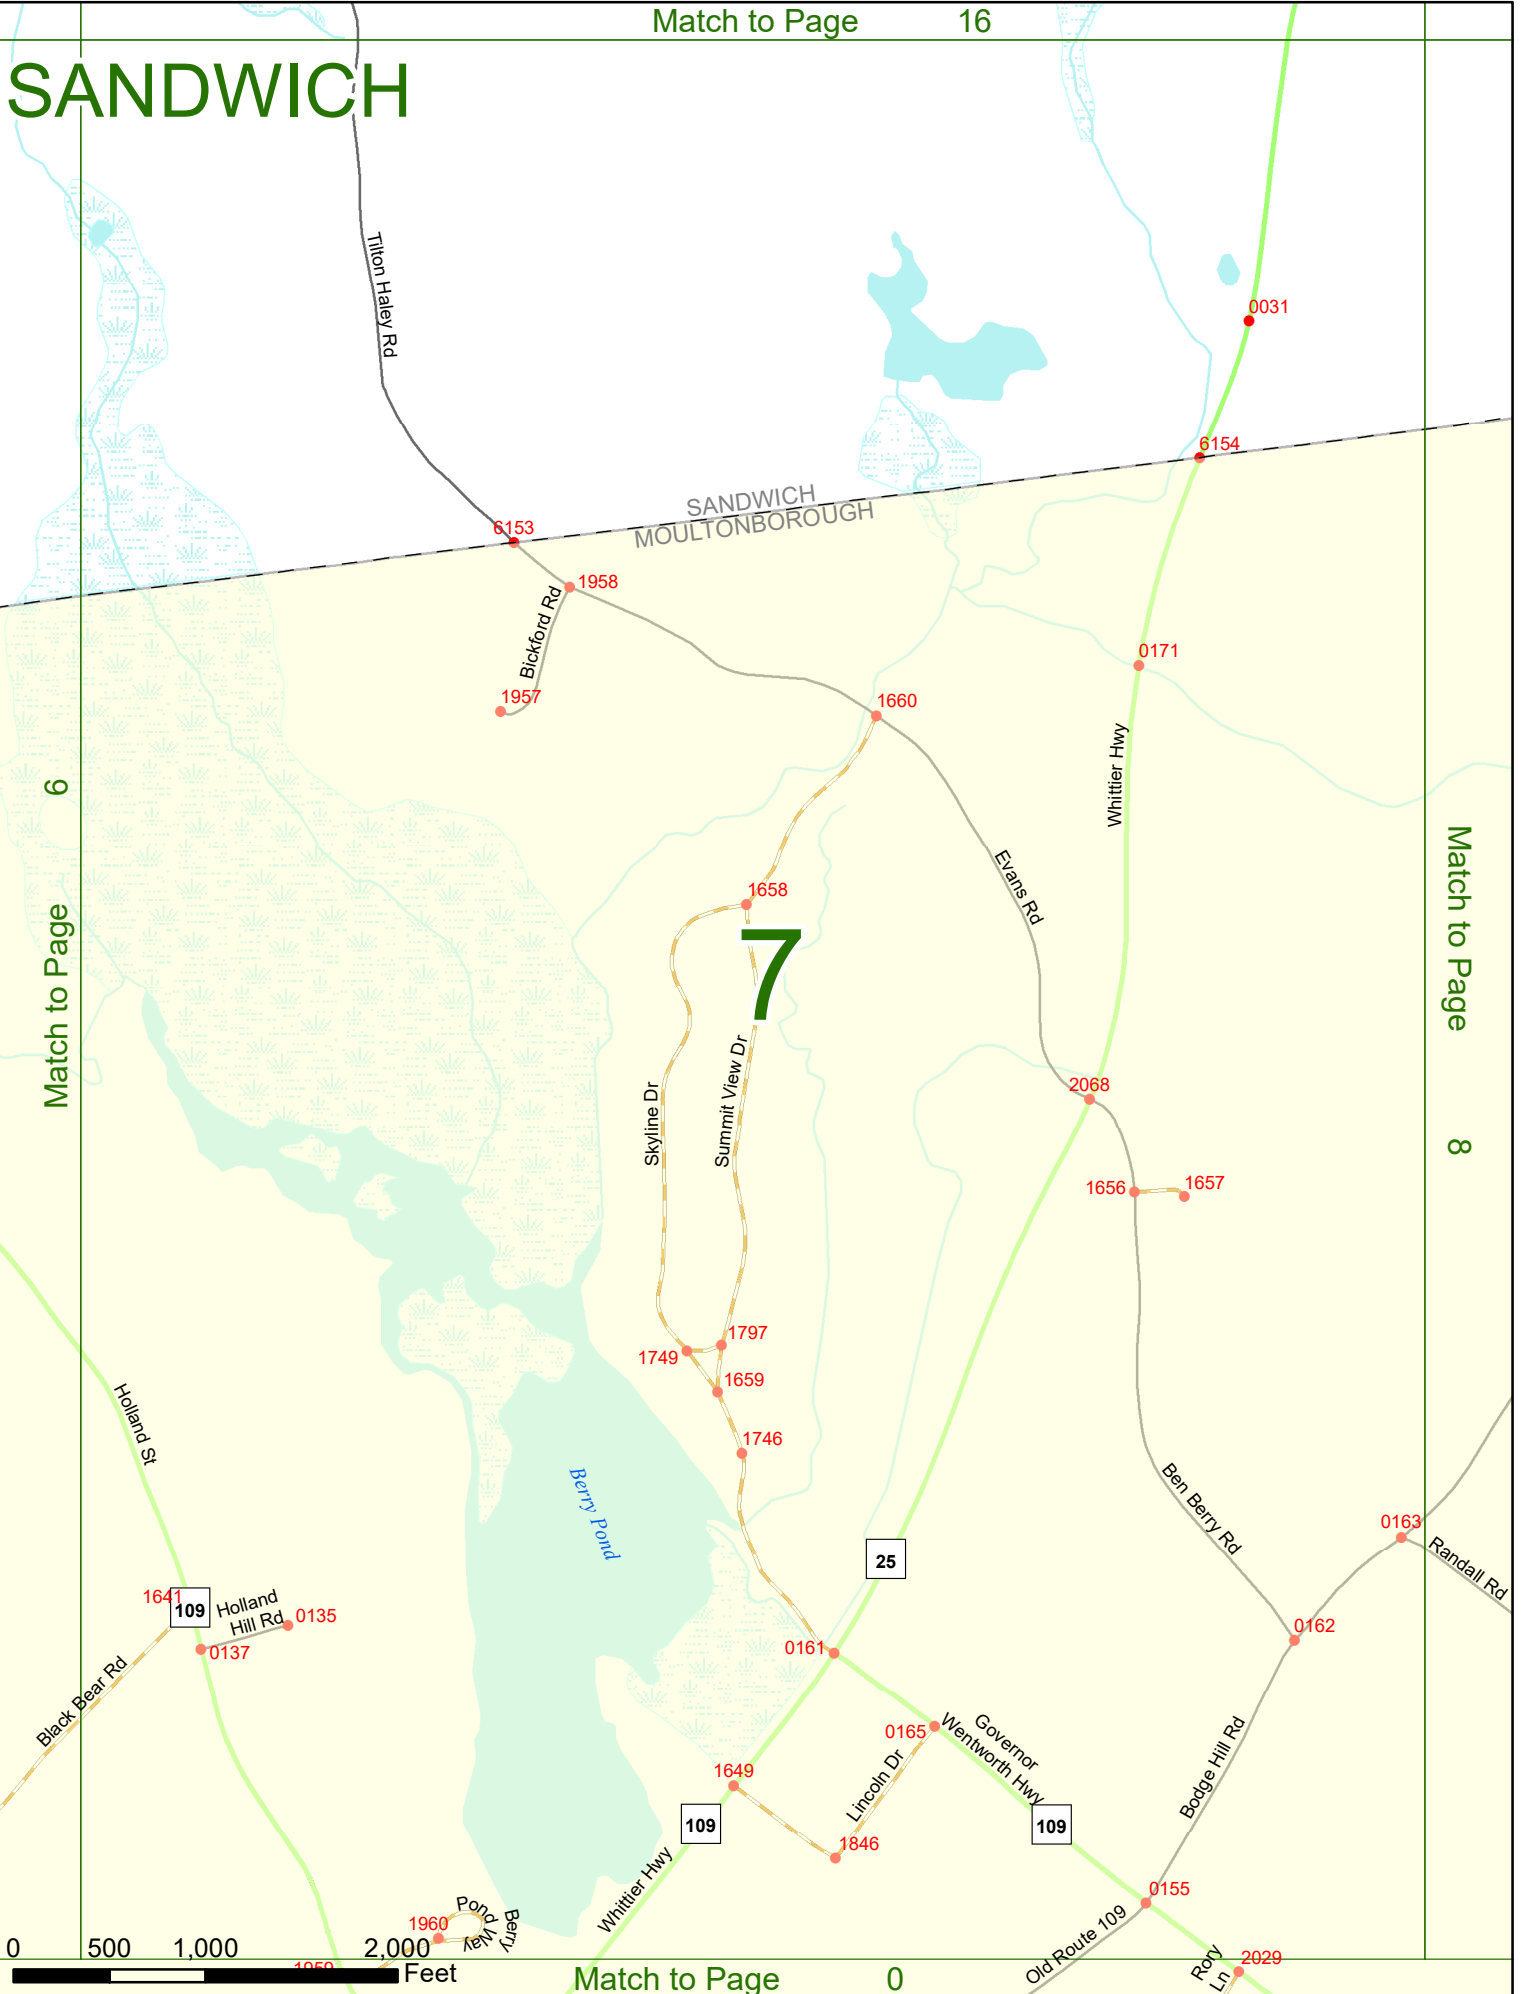 Match to Page 16
SANDWICH
Tilton Haley Rd
0031
6154
SANDWICH
MOULTONBOROUGH
6153
1958
Bickford Rd
1957
0171
1660
Whittier Hwy
Match to Page 6
Match to Page 8
Evans Rd
1658
7
Skyline Dr
Summit View Dr
2068
1656
1657
1797
1749
1659
1746
Holland St
Berry Pond
Ben Berry Rd
0163
Randall Rd
25
1641
109
Holland
Hill Rd
0135
0137
0161
0162
Black Bear Rd
0165
Governor
Wentworth Hwy
Lincoln Dr
Bodge Hill Rd
1649
109
109
1846
Whittier Hwy
0155
1960
Berry
Pond
Way
Old Route 109
Rory
Ln
2029
0 500 1,000 2,000
Feet
1959
Match to Page 0